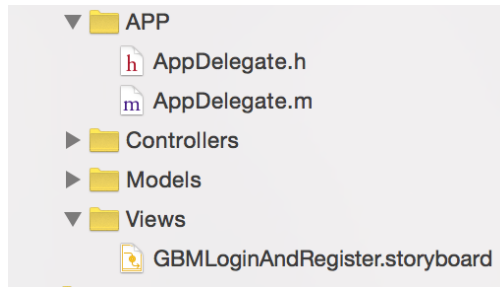 APP
h AppDelegate.h
m AppDelegate.m
Controllers
Models
Views
GBMLoginAndRegister.storyboard